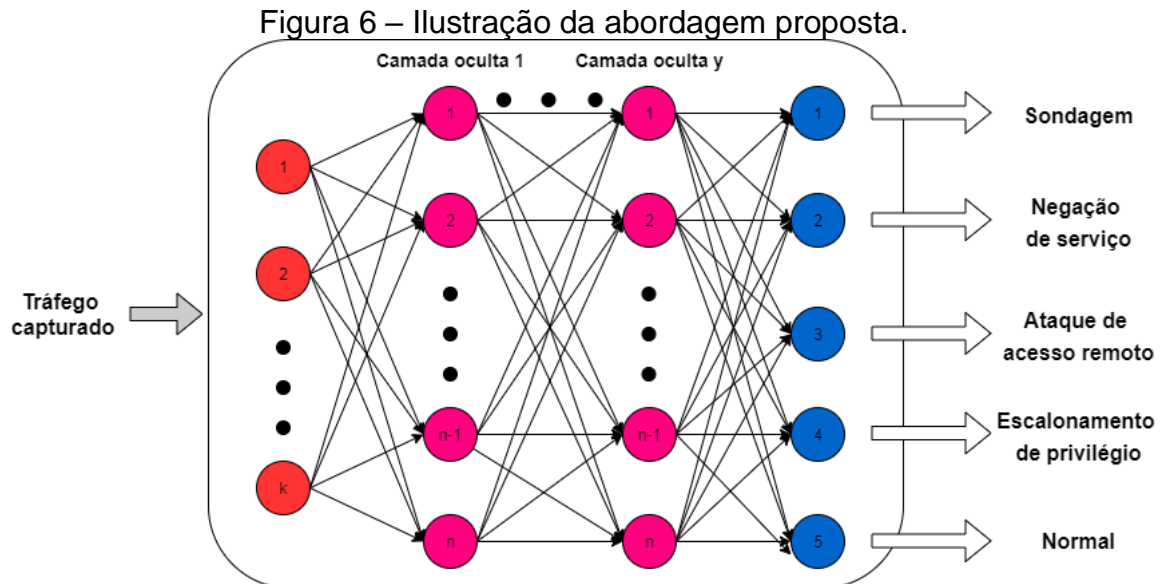 Figura 6 – Ilustração da abordagem proposta.
Camada oculta 1
Camada oculta y
Tráfego
capturado
1
2
k
1
2
n-1
n
1
2
n-1
n
1
2
3
4
5
Sondagem
Negação
de serviço
Ataque de
acesso remoto
Escalonamento
de privilégio
Normal